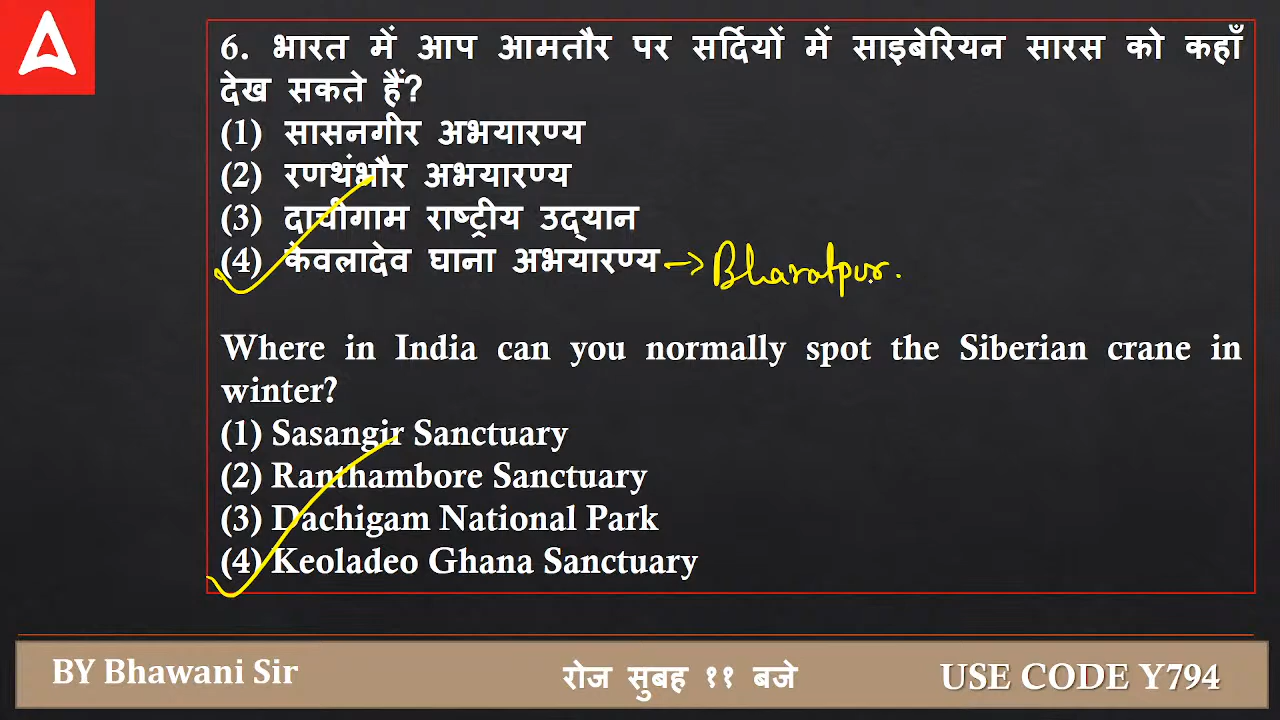 6. भारत में आप आमतौर पर सर्दियों में साइबेरियन सारस को कहाँ
देख सकते हैं?
(1) सासनगीर अभयारण्य
(2) रणथंभौर अभयारण्य
(3) दाचीगाम राष्ट्रीय उद्यान
(4) केवलादेव घाना अभयारण्य → Bharatpur.
Where in India can you normally spot the Siberian crane in
winter?
(1) Sasangir Sanctuary
(2) Ranthambore Sanctuary
(3) Dachigam National Park
(4) Keoladeo Ghana Sanctuary
BY Bhawani Sir रोज सुबह ११ बजे USE CODE Y794